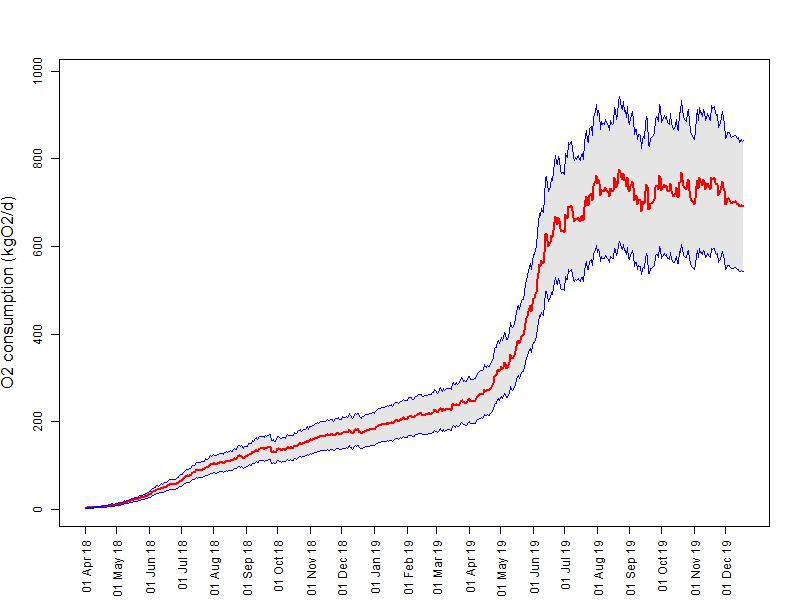 O2 consumption (kgO2/d)
1000
800
600
400
200
0
01 Apr 18
01 May 18
01 Jun 18
01 Jul 18
01 Aug 18
01 Sep 18
01 Oct 18
01 Nov 18
01 Dec 18
01 Jan 19
01 Feb 19
01 Mar 19
01 Apr 19
01 May 19
01 Jun 19
01 Jul 19
01 Aug 19
01 Sep 19
01 Oct 19
01 Nov 19
01 Dec 19